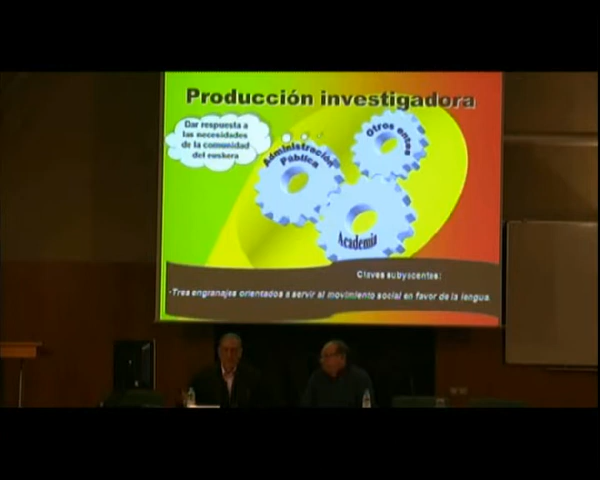 Producción investigadora
Dar respuesta a
las necesidades
de la comunidad
del euskera
Administración
Pública
Otros entes
Academia
Claves subyacentes:
-Tres engranajes orientados a servir al movimiento social en favor de la lengua.